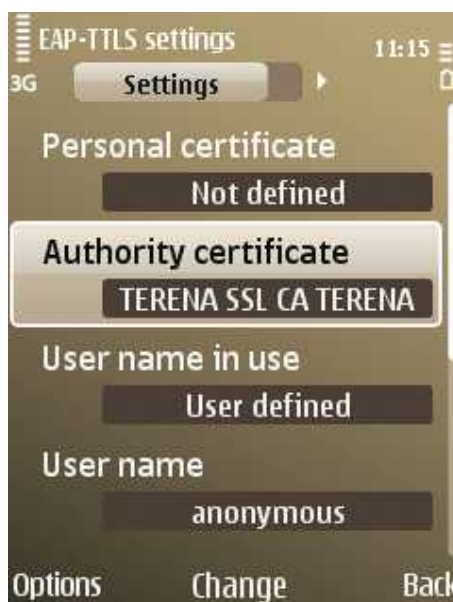 EAP-TTLS settings
11:15
3G
Settings
Personal certificate
Not defined
Authority certificate
TERENA SSL CA TERENA
User name in use
User defined
User name
anonymous
Options Change Back